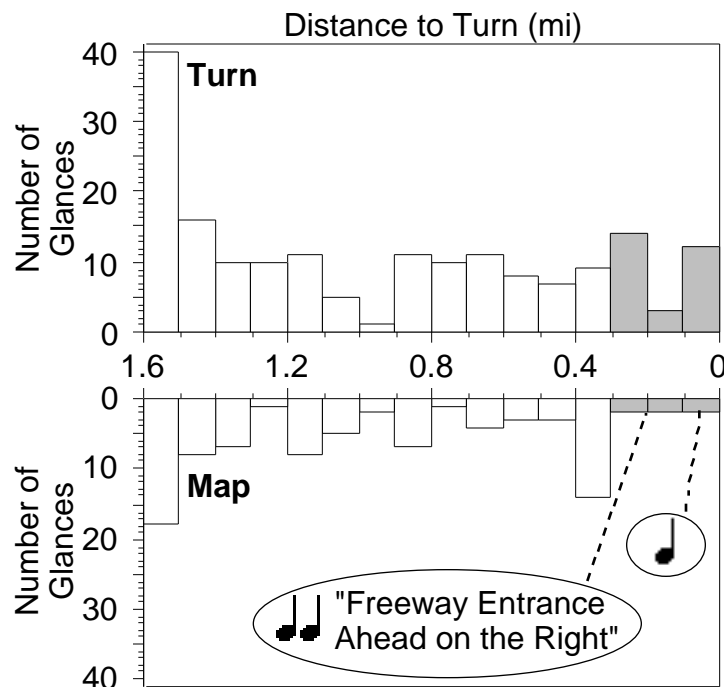 Distance to Turn (mi)
40
30
20
10
0
Number of
Glances
Turn
1.6
1.2
0.8
0.4
0
0
10
20
30
40
Number of
Glances
Map
"Freeway Entrance
Ahead on the Right"